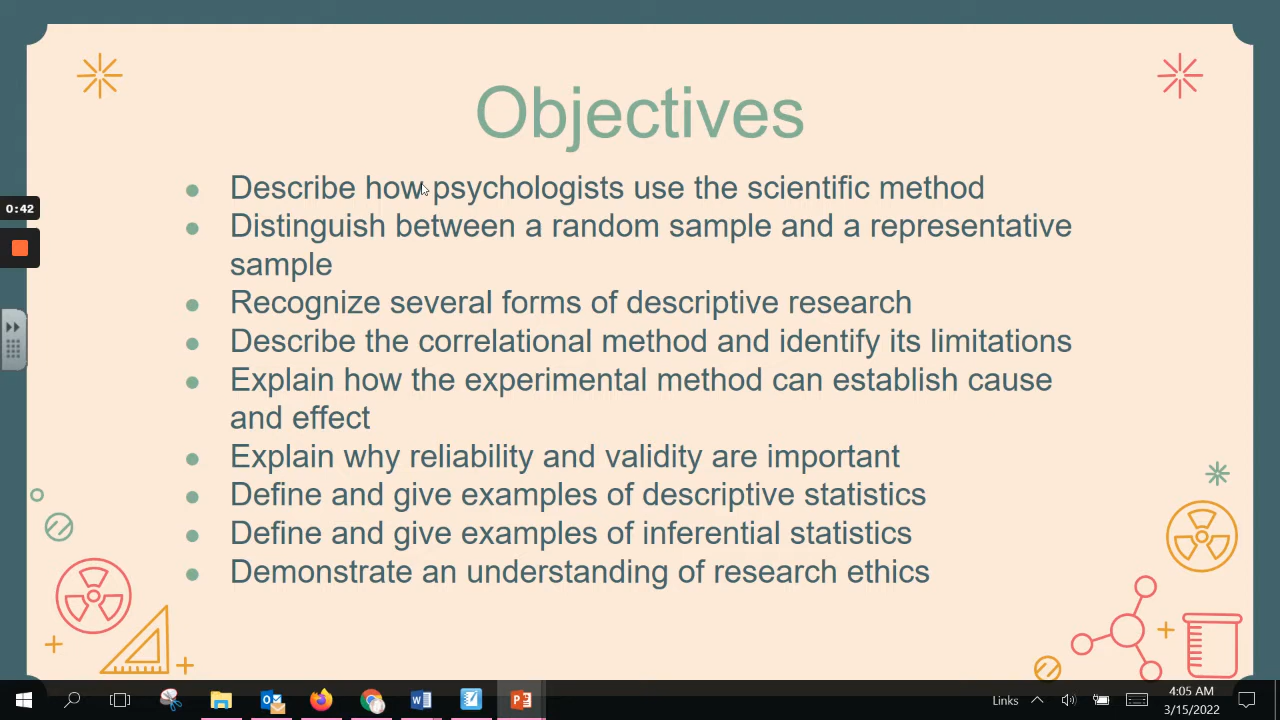 Objectives
● Describe how psychologists use the scientific method
● Distinguish between a random sample and a representative
sample
● Recognize several forms of descriptive research
● Describe the correlational method and identify its limitations
● Explain how the experimental method can establish cause
and effect
● Explain why reliability and validity are important
● Define and give examples of descriptive statistics
● Define and give examples of inferential statistics
● Demonstrate an understanding of research ethics
0:42
Links
4:05 AM
3/15/2022